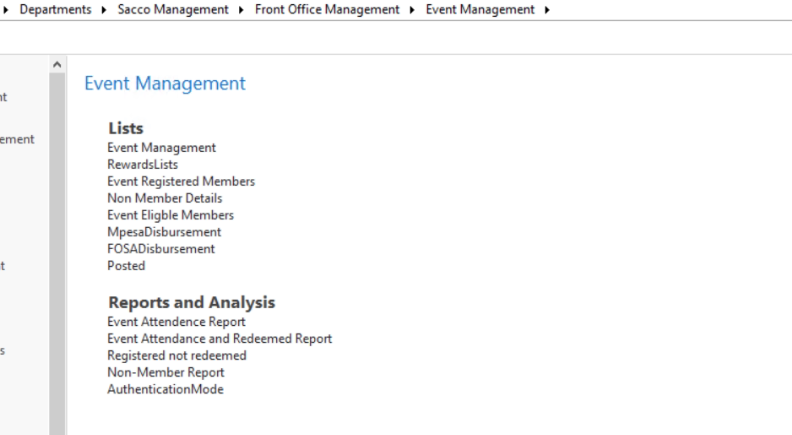 Departments Sacco Management Front Office Management Event Management
Event Management
nt
ement
t
s
Lists
Event Management
RewardsLists
Event Registered Members
Non Member Details
Event Eligble Members
MpesaDisbursement
FOSADisbursement
Posted
Reports and Analysis
Event Attendence Report
Event Attendance and Redeemed Report
Registered not redeemed
Non-Member Report
AuthenticationMode